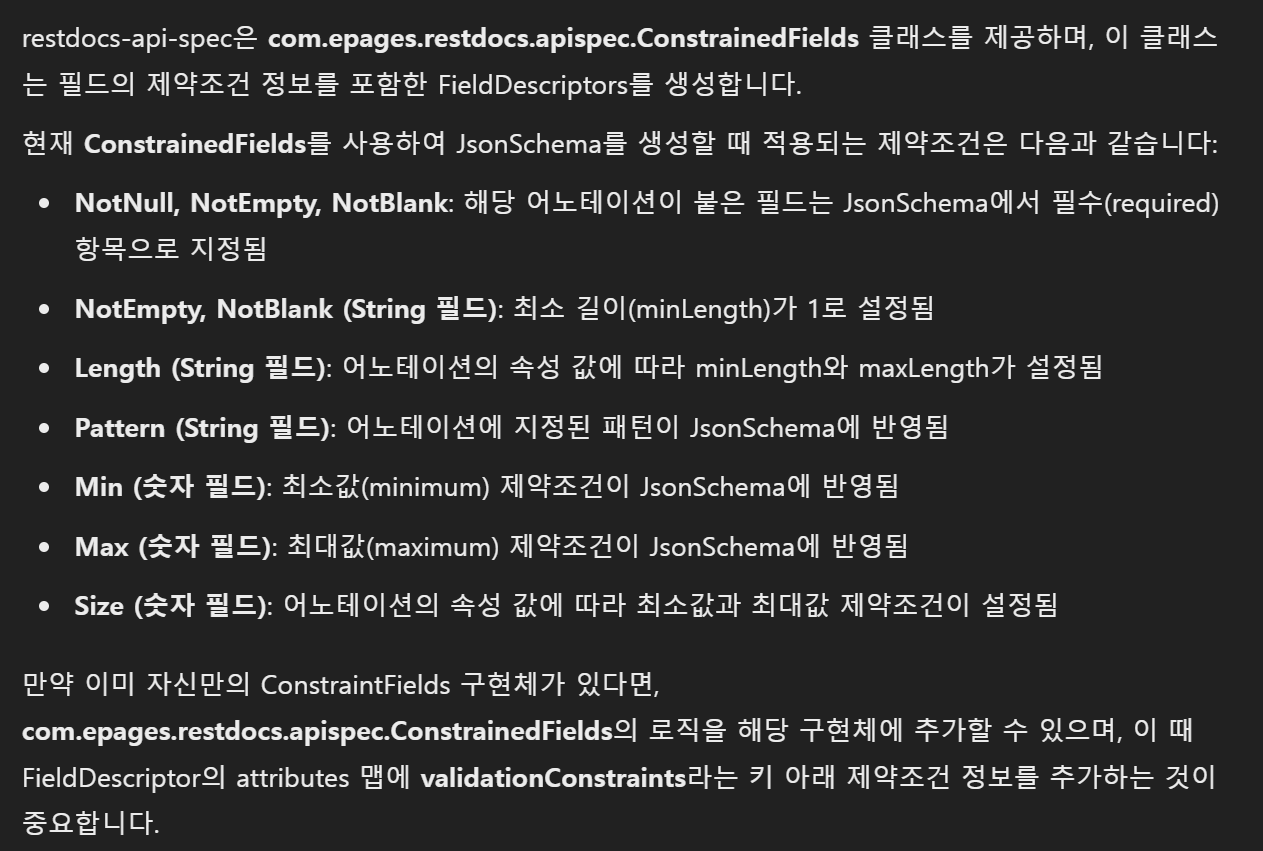 restdocs-api-spec은 com.epages.restdocs.apispec.ConstrainedFields 클래스를 제공하며, 이 클래스
는 필드의 제약조건 정보를 포함한 FieldDescriptors를 생성합니다.
현재 ConstrainedFields를 사용하여 JsonSchema를 생성할 때 적용되는 제약조건은 다음과 같습니다:
• NotNull, NotEmpty, NotBlank: 해당 어노테이션이 붙은 필드는 JsonSchema에서 필수(required)
항목으로 지정됨
• NotEmpty, NotBlank (String 필드): 최소 길이(minLength)가 1로 설정됨
• Length (String 필드): 어노테이션의 속성 값에 따라 minLength와 maxLength가 설정됨
• Pattern (String 필드): 어노테이션에 지정된 패턴이 JsonSchema에 반영됨
• Min (숫자 필드): 최소값(minimum) 제약조건이 JsonSchema에 반영됨
• Max (숫자 필드): 최대값(maximum) 제약조건이 JsonSchema에 반영됨
• Size (숫자 필드): 어노테이션의 속성 값에 따라 최소값과 최대값 제약조건이 설정됨
만약 이미 자신만의 ConstraintFields 구현체가 있다면,
com.epages.restdocs.apispec.ConstrainedFields의 로직을 해당 구현체에 추가할 수 있으며, 이 때
FieldDescriptor의 attributes 맵에 validationConstraints라는 키 아래 제약조건 정보를 추가하는 것이
중요합니다.